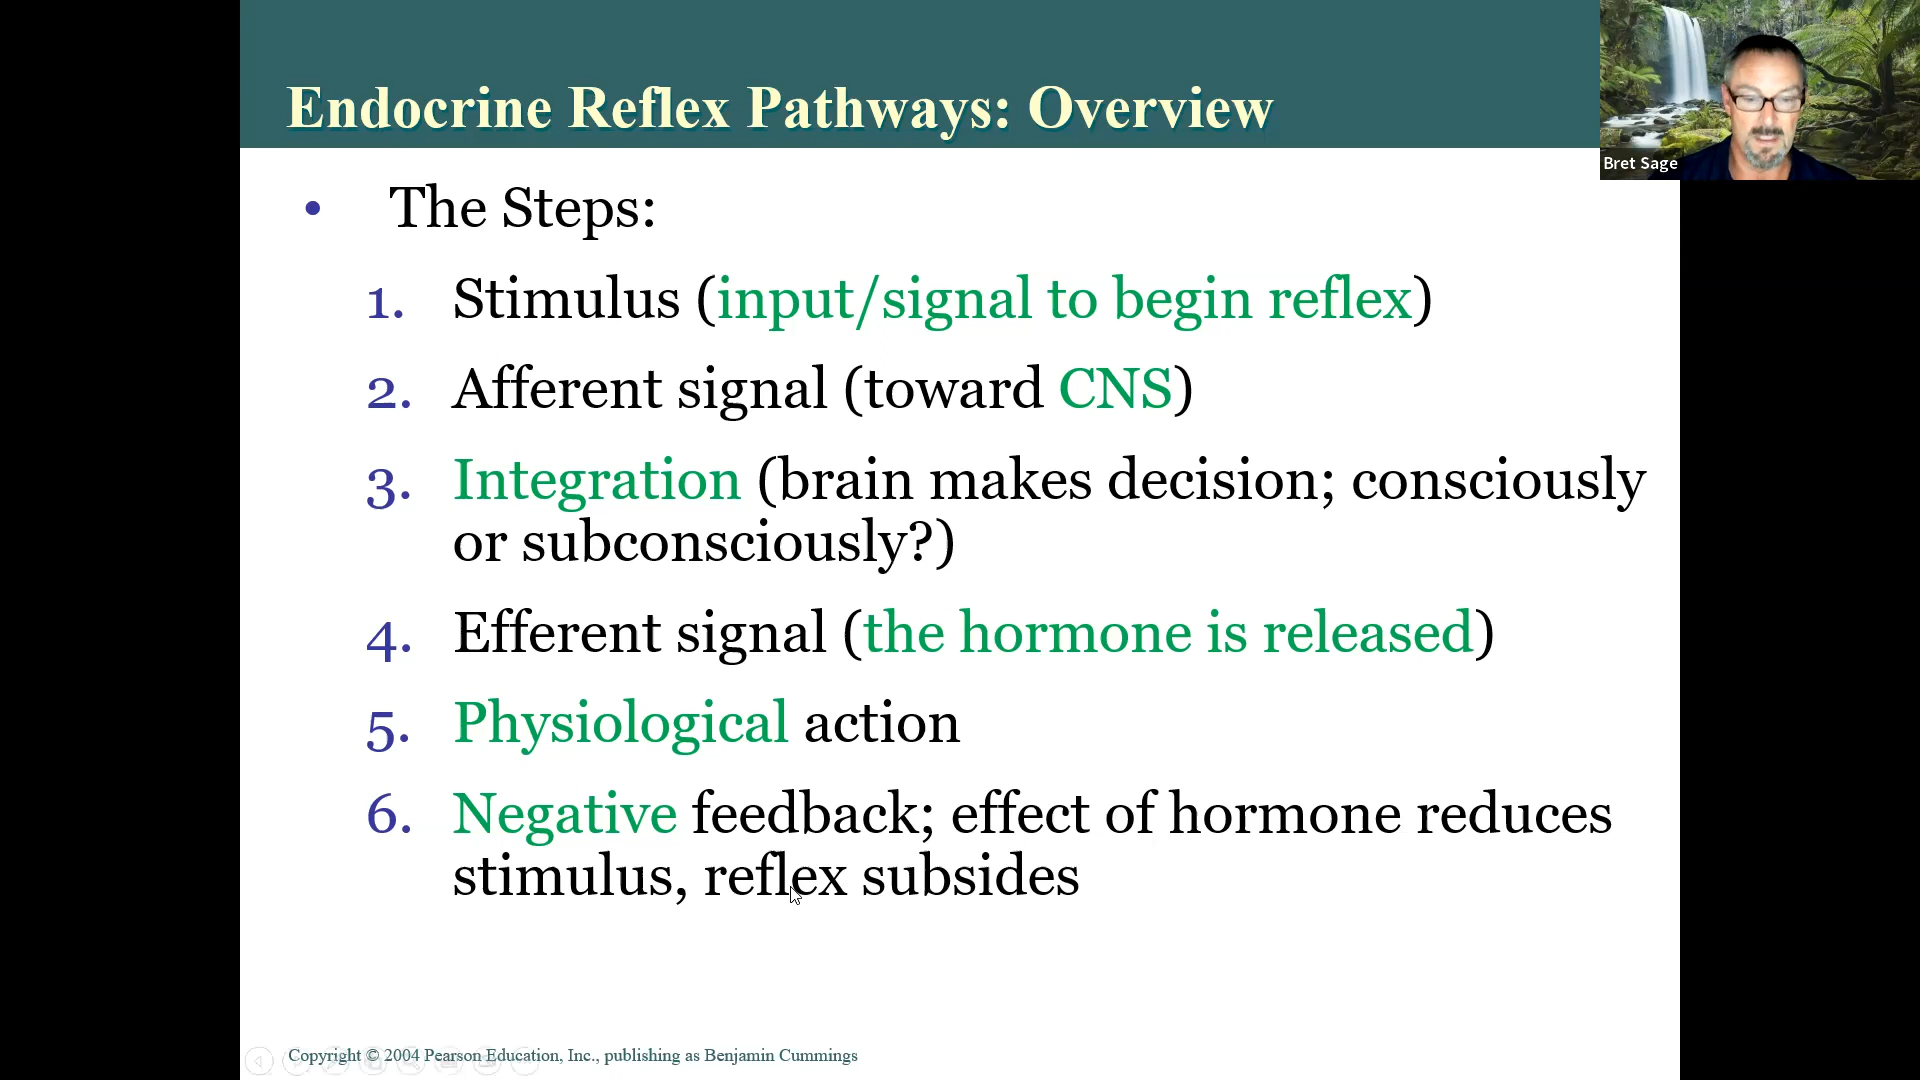 Endocrine Reflex Pathways: Overview
Bret Sage
• The Steps:
1. Stimulus (input/signal to begin reflex)
2. Afferent signal (toward CNS)
3. Integration (brain makes decision; consciously
or subconsciously?)
4. Efferent signal (the hormone is released)
5. Physiological action
6. Negative feedback; effect of hormone reduces
stimulus, reflex subsides
Copyright © 2004 Pearson Education, Inc., publishing as Benjamin Cummings